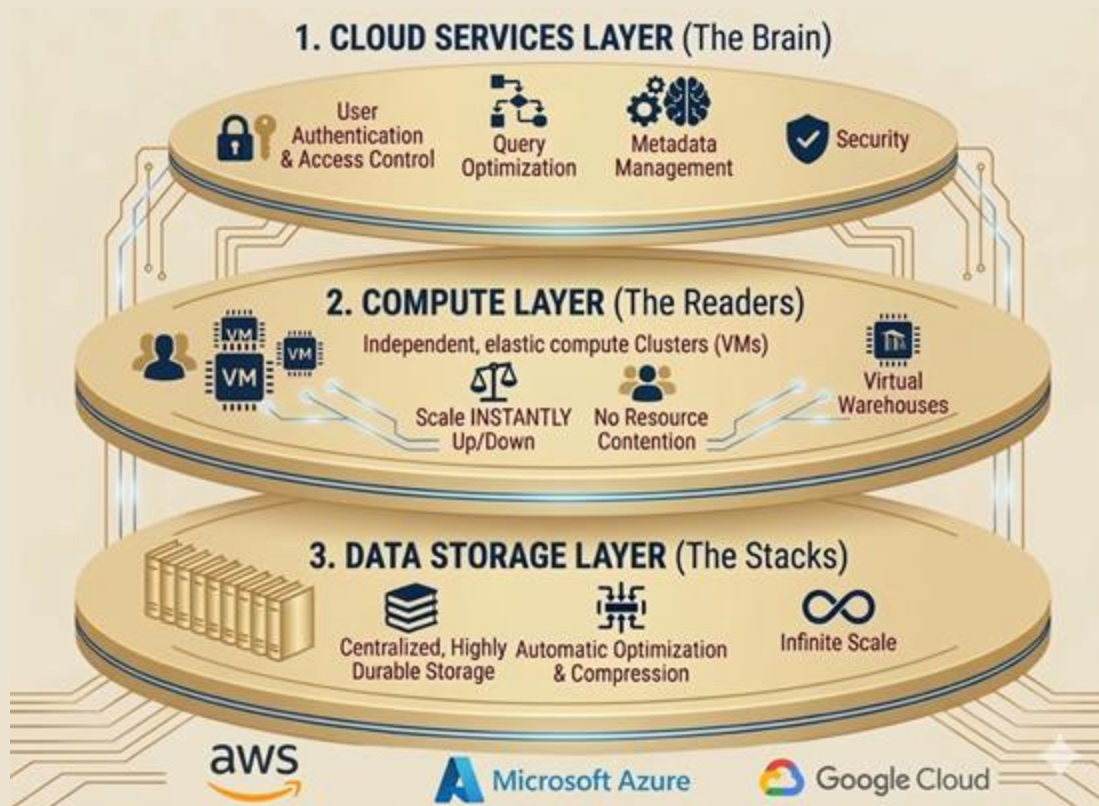 1. CLOUD SERVICES LAYER (The Brain)
User
Authentication
& Access Control
Query
Optimization
Metadata
Management
Security
2. COMPUTE LAYER (The Readers)
Independent, elastic compute Clusters (VMs)
VM
VM
VM
Scale INSTANTLY
Up/Down
No Resource
Contention
Virtual
Warehouses
3. DATA STORAGE LAYER (The Stacks)
Centralized, Highly
Durable Storage
Automatic Optimization
& Compression
Infinite Scale
aws
Microsoft Azure
Google Cloud